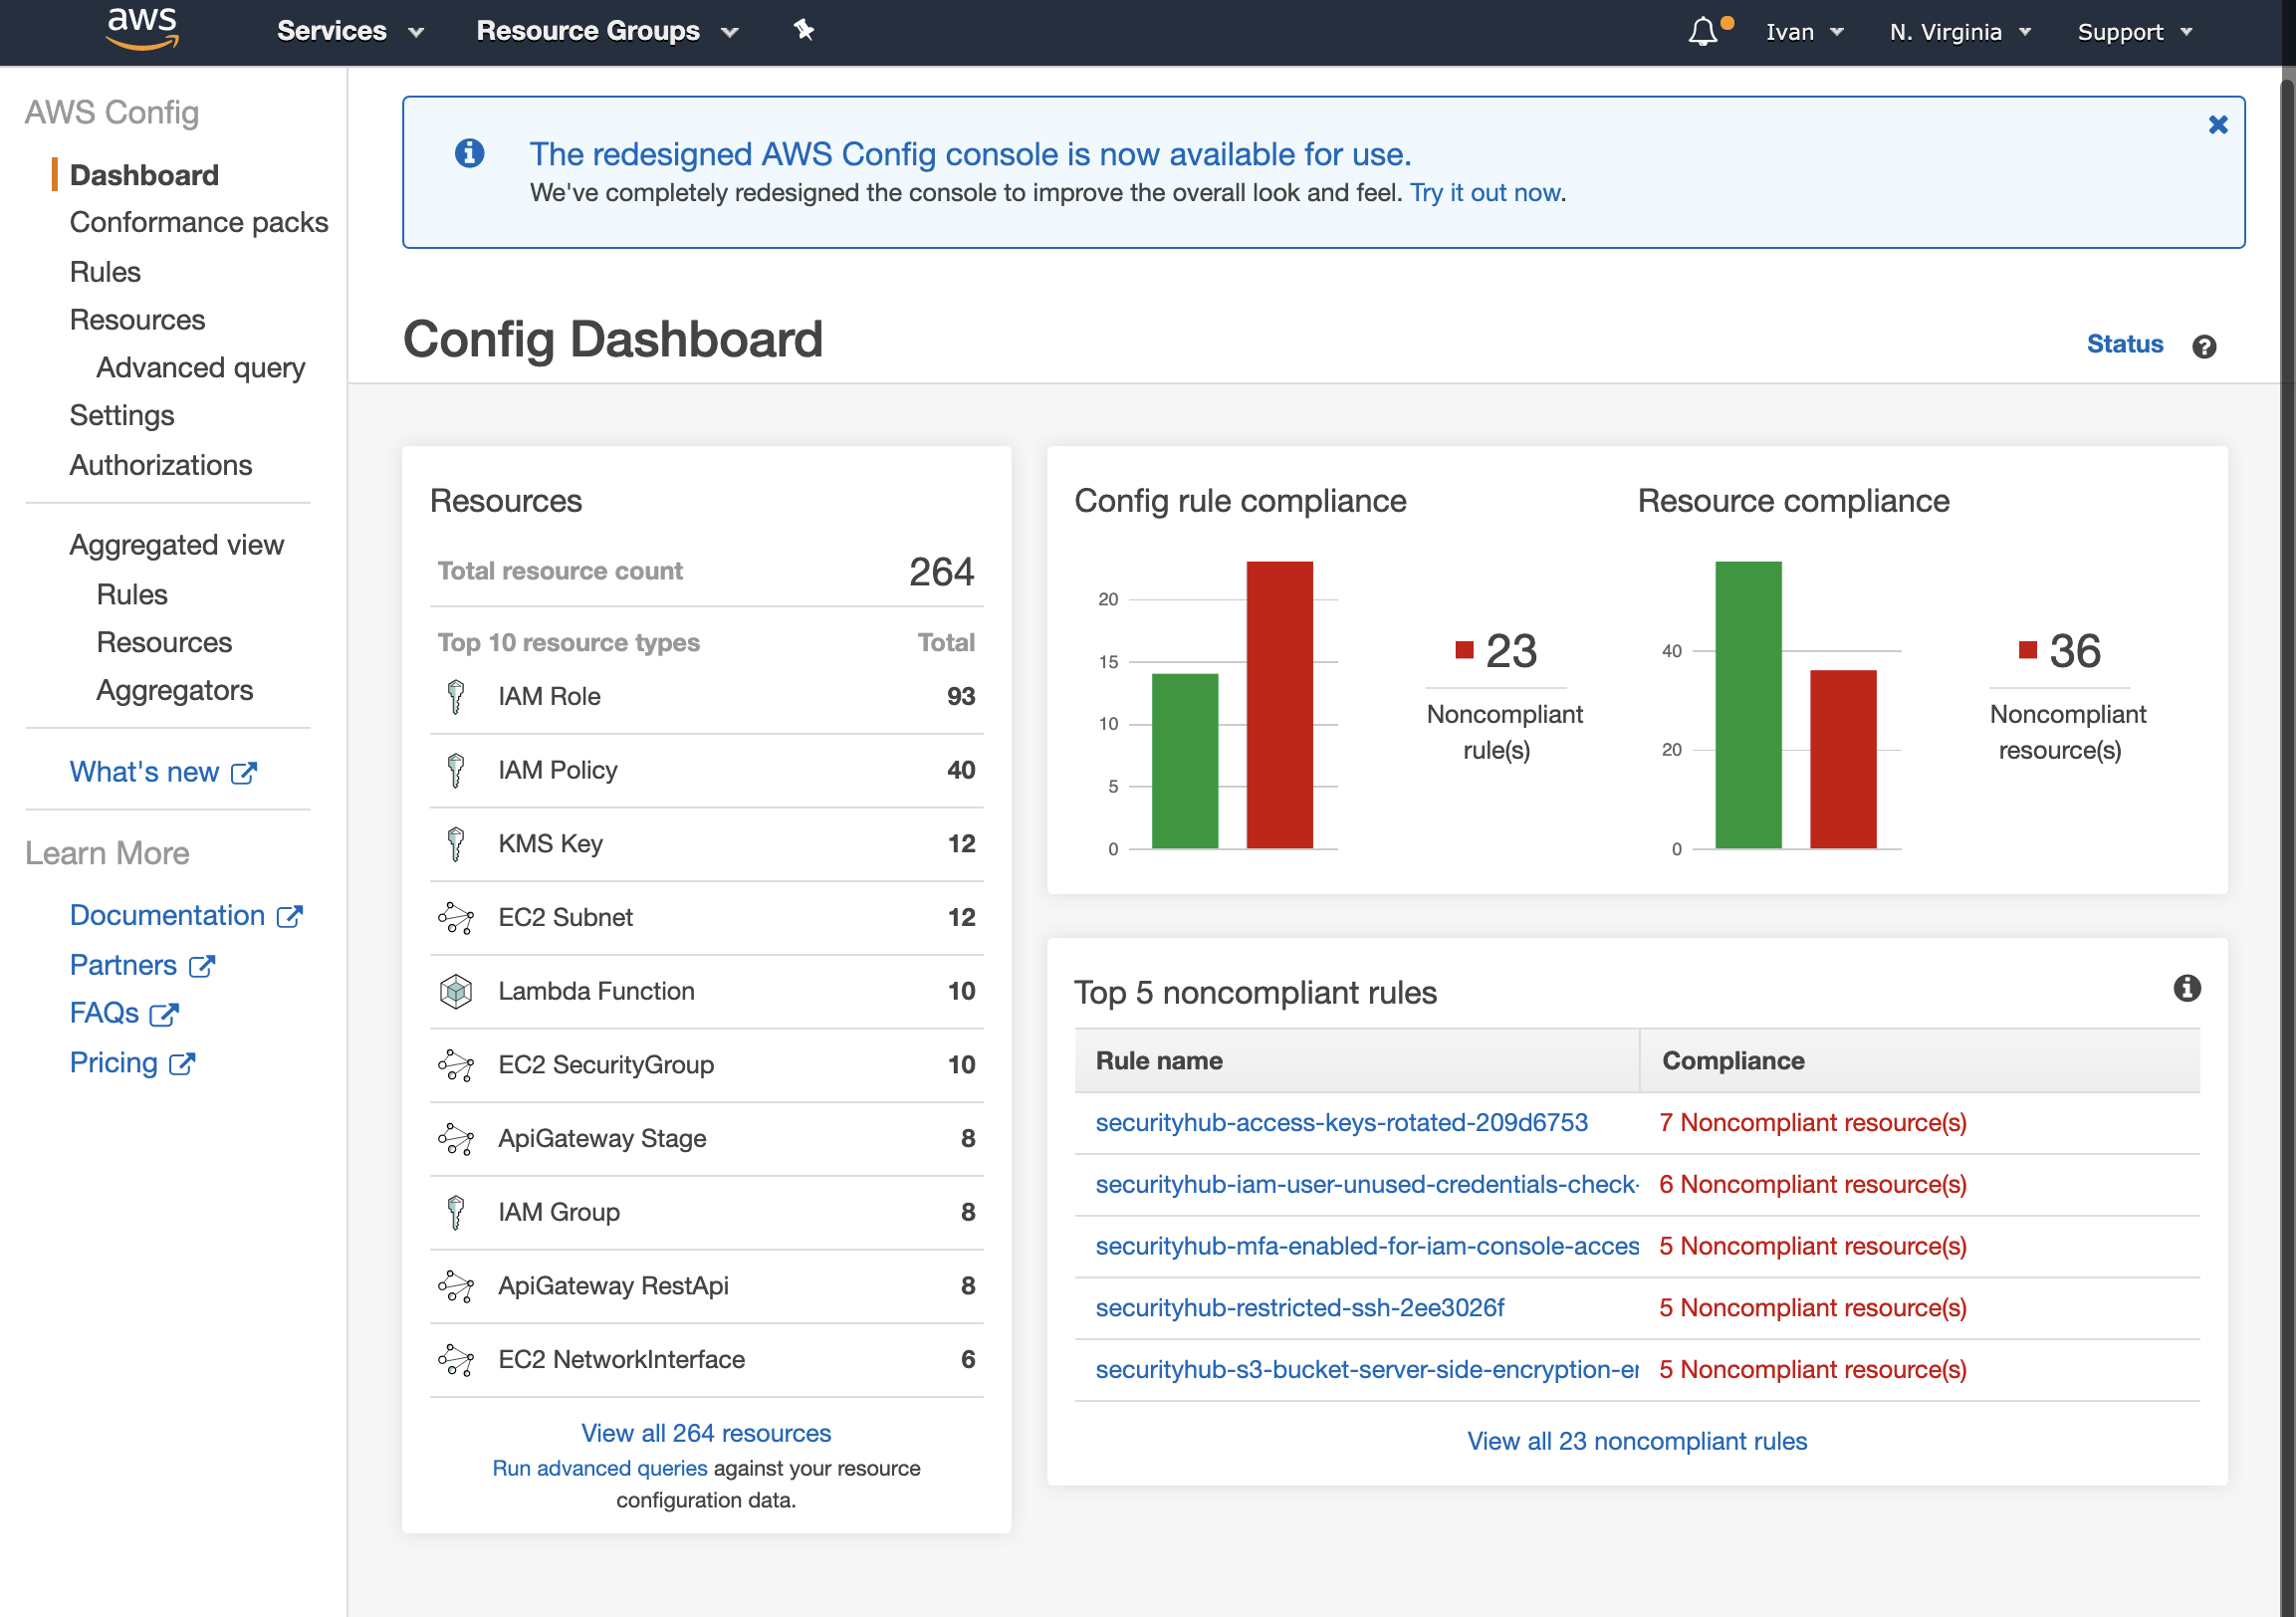 aws
Services
Resource Groups
Ivan
N. Virginia
Support
AWS Config
Dashboard
Conformance packs
Rules
Resources
Advanced query
Settings
Authorizations
Aggregated view
Rules
Resources
Aggregators
What's new
Learn More
Documentation
Partners
FAQs
Pricing
The redesigned AWS Config console is now available for use.
We've completely redesigned the console to improve the overall look and feel. Try it out now.
Config Dashboard
Status
Resources
Total resource count 264
Top 10 resource types Total
IAM Role 93
IAM Policy 40
KMS Key 12
EC2 Subnet 12
Lambda Function 10
EC2 SecurityGroup 10
ApiGateway Stage 8
IAM Group 8
ApiGateway RestApi 8
EC2 NetworkInterface 6
View all 264 resources
Run advanced queries against your resource
configuration data.
Config rule compliance
20
15
10
5
0
23
Noncompliant
rule(s)
Resource compliance
40
20
0
36
Noncompliant
resource(s)
Top 5 noncompliant rules
Rule name Compliance
securityhub-access-keys-rotated-209d6753 7 Noncompliant resource(s)
securityhub-iam-user-unused-credentials-check- 6 Noncompliant resource(s)
securityhub-mfa-enabled-for-iam-console-acces 5 Noncompliant resource(s)
securityhub-restricted-ssh-2ee3026f 5 Noncompliant resource(s)
securityhub-s3-bucket-server-side-encryption-er 5 Noncompliant resource(s)
View all 23 noncompliant rules